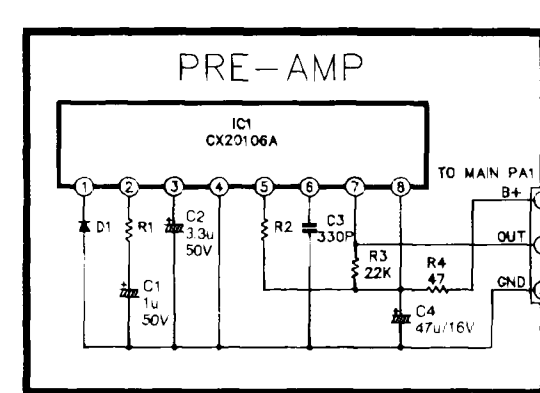 PRE-AMP
IC1
CX20106A
1 2 3 4 5 6 7 8
TO MAIN PA1
B+
D1
R1
C2
3.3u
50V
R2
C3
330P
OUT
R3
22K
R4
47
GND
C1
1u
50V
C4
47u/16V